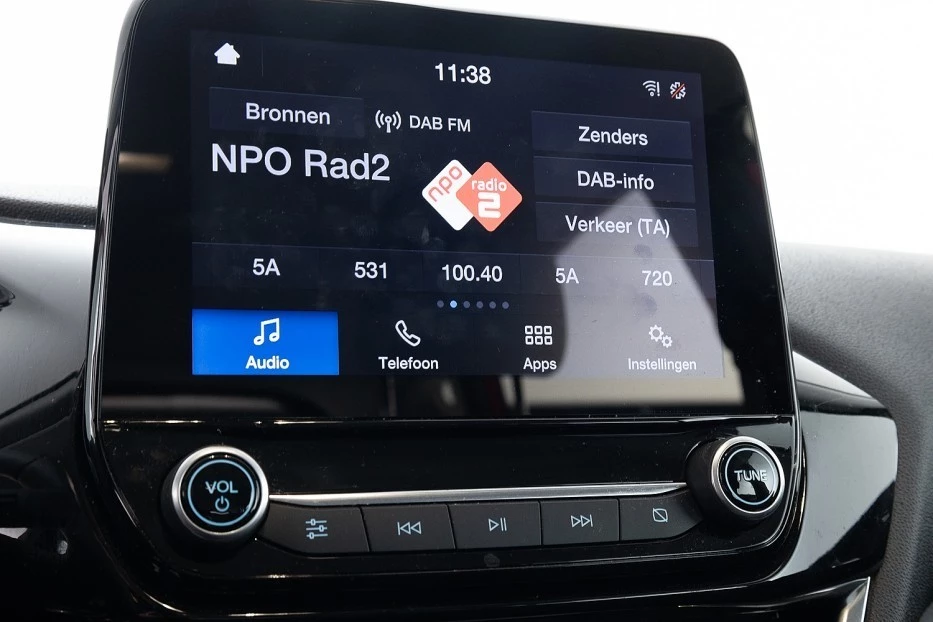 11:38
Bronnen
DAB FM
Zenders
NPO Rad2
npo
radio
2
DAB-info
Verkeer (TA)
5A 531 100.40 5A 720
Audio Telefoon Apps Instellingen
VOL
TUNE